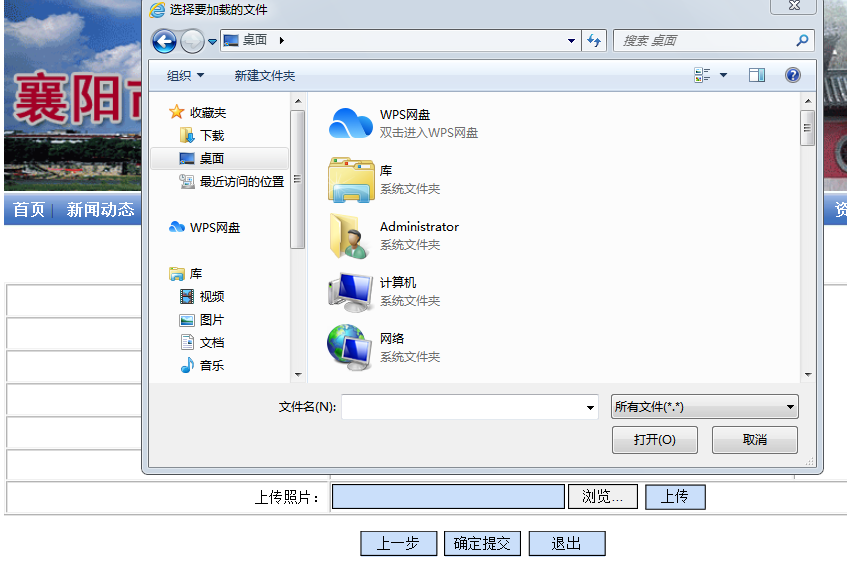 选择要加载的文件
桌面
搜索 桌面
组织
新建文件夹
襄阳市
收藏夹
下载
桌面
最近访问的位置
WPS网盘
库
视频
图片
文档
音乐
WPS网盘
双击进入WPS网盘
库
系统文件夹
Administrator
系统文件夹
计算机
系统文件夹
网络
系统文件夹
首页 新闻动态
文件名(N):
所有文件(*.*)
打开(O)
取消
上传照片：
浏览...
上传
上一步
确定提交
退出